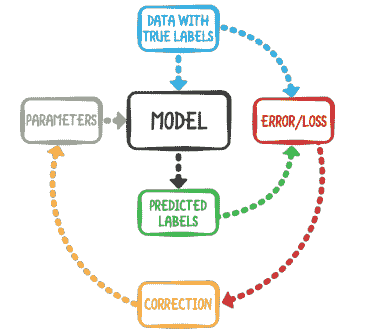 DATA WITH
TRUE LABELS
PARAMETERS
MODEL
ERROR/LOSS
PREDICTED
LABELS
CORRECTION